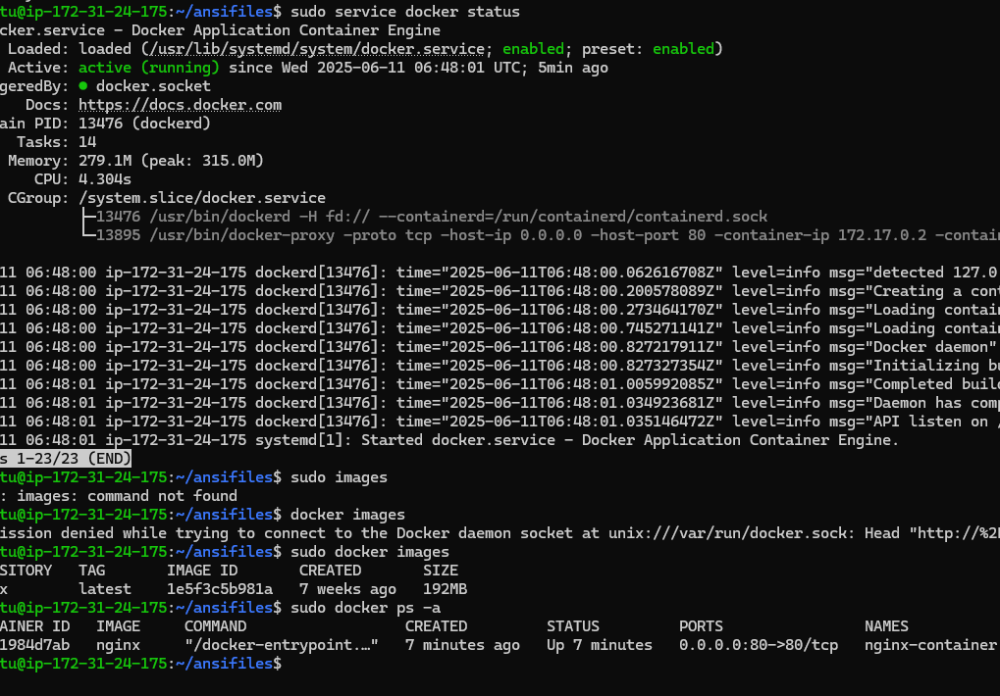 tu@ip-172-31-24-175:~/ansifiles$ sudo service docker status
cker.service – Docker Application Container Engine
Loaded: loaded (/usr/lib/systemd/system/docker.service; enabled; preset: enabled)
Active: active (running) since Wed 2025-06-11 06:48:01 UTC; 5min ago
geredBy: ● docker.socket
Docs: https://docs.docker.com
ain PID: 13476 (dockerd)
Tasks: 14
Memory: 279.1M (peak: 315.0M)
CPU: 4.304s
CGroup: /system.slice/docker.service
├─13476 /usr/bin/dockerd -H fd:// --containerd=/run/containerd/containerd.sock
└─13895 /usr/bin/docker-proxy -proto tcp -host-ip 0.0.0.0 -host-port 80 -container-ip 172.17.0.2 -contai
11 06:48:00 ip-172-31-24-175 dockerd[13476]: time="2025-06-11T06:48:00.062616708Z" level=info msg="detected 127.0
11 06:48:00 ip-172-31-24-175 dockerd[13476]: time="2025-06-11T06:48:00.200578089Z" level=info msg="Creating a cont
11 06:48:00 ip-172-31-24-175 dockerd[13476]: time="2025-06-11T06:48:00.273464170Z" level=info msg="Loading contain
11 06:48:00 ip-172-31-24-175 dockerd[13476]: time="2025-06-11T06:48:00.745271141Z" level=info msg="Loading contain
11 06:48:00 ip-172-31-24-175 dockerd[13476]: time="2025-06-11T06:48:00.827217911Z" level=info msg="Docker daemon"
11 06:48:00 ip-172-31-24-175 dockerd[13476]: time="2025-06-11T06:48:00.827327354Z" level=info msg="Initializing bu
11 06:48:01 ip-172-31-24-175 dockerd[13476]: time="2025-06-11T06:48:01.005992085Z" level=info msg="Completed buil
11 06:48:01 ip-172-31-24-175 dockerd[13476]: time="2025-06-11T06:48:01.034923681Z" level=info msg="Daemon has comp
11 06:48:01 ip-172-31-24-175 dockerd[13476]: time="2025-06-11T06:48:01.035146472Z" level=info msg="API listen on /
11 06:48:01 ip-172-31-24-175 systemd[1]: Started docker.service – Docker Application Container Engine.
s 1-23/23 (END)
tu@ip-172-31-24-175:~/ansifiles$ sudo images
: images: command not found
tu@ip-172-31-24-175:~/ansifiles$ docker images
ission denied while trying to connect to the Docker daemon socket at unix:///var/run/docker.sock: Head "http://%2
tu@ip-172-31-24-175:~/ansifiles$ sudo docker images
SITORY TAG IMAGE ID CREATED SIZE
x latest 1e5f3c5b981a 7 weeks ago 192MB
tu@ip-172-31-24-175:~/ansifiles$ sudo docker ps -a
AINER ID IMAGE COMMAND CREATED STATUS PORTS NAMES
1984d7ab nginx "/docker-entrypoint.…" 7 minutes ago Up 7 minutes 0.0.0.0:80->80/tcp nginx-container
tu@ip-172-31-24-175:~/ansifiles$